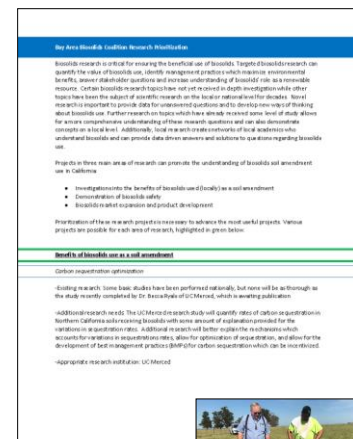 Bay Area Biosolids Coalition Research Prioritization
Biosolids research is critical for ensuring the beneficial use of biosolids. Targeted biosolids research can
quantify the value of biosolids use, identify management practices which maximize environmental
benefits, answer stakeholder questions and increase understanding of biosolids' role as a renewable
resource. Certain biosolids research topics have not yet received in depth investigation while other
topics have been the subject of scientific research on the local or national level for decades. Novel
research is important to provide data for unanswered questions and to develop new ways of thinking
about biosolids use. Further research on topics which have already received some level of study allows
for a more comprehensive understanding of these research questions and can also demonstrate
concepts on a local level. Additionally, local research creates networks of local academics who
understand biosolids and can provide data driven answers and solutions to questions regarding biosolids
use.
Projects in three main areas of research can promote the understanding of biosolids soil amendment
use in California
● Investigations into the benefits of biosolids used (locally) as a soil amendment
● Demonstration of biosolids safety
● Biosolids market expansion and product development
Prioritization of these research projects is necessary to advance the most useful projects. Various
projects are possible for each area of research, highlighted in green below
Benefits of biosolids use as a soil amendment
Carbon sequestration optimization
-Existing research: Some basic studies have been performed nationally, but none will be as thorough as
the study recently completed by Dr. Becca Ryals of UC Merced, which is awaiting publication
-Additional research needs: The UC Merced research study will quantify rates of carbon sequestration in
Northern California soils receiving biosolids with some amount of explanation provided for the
variations in sequestration rates. Additional research will better explain the mechanisms which
accounts for variations in sequestration rates, allow for optimization of sequestration, and allow for the
development of best management practices (BMPs) for carbon sequestration which can be incentivized.
-Appropriate research institution: UC Merced